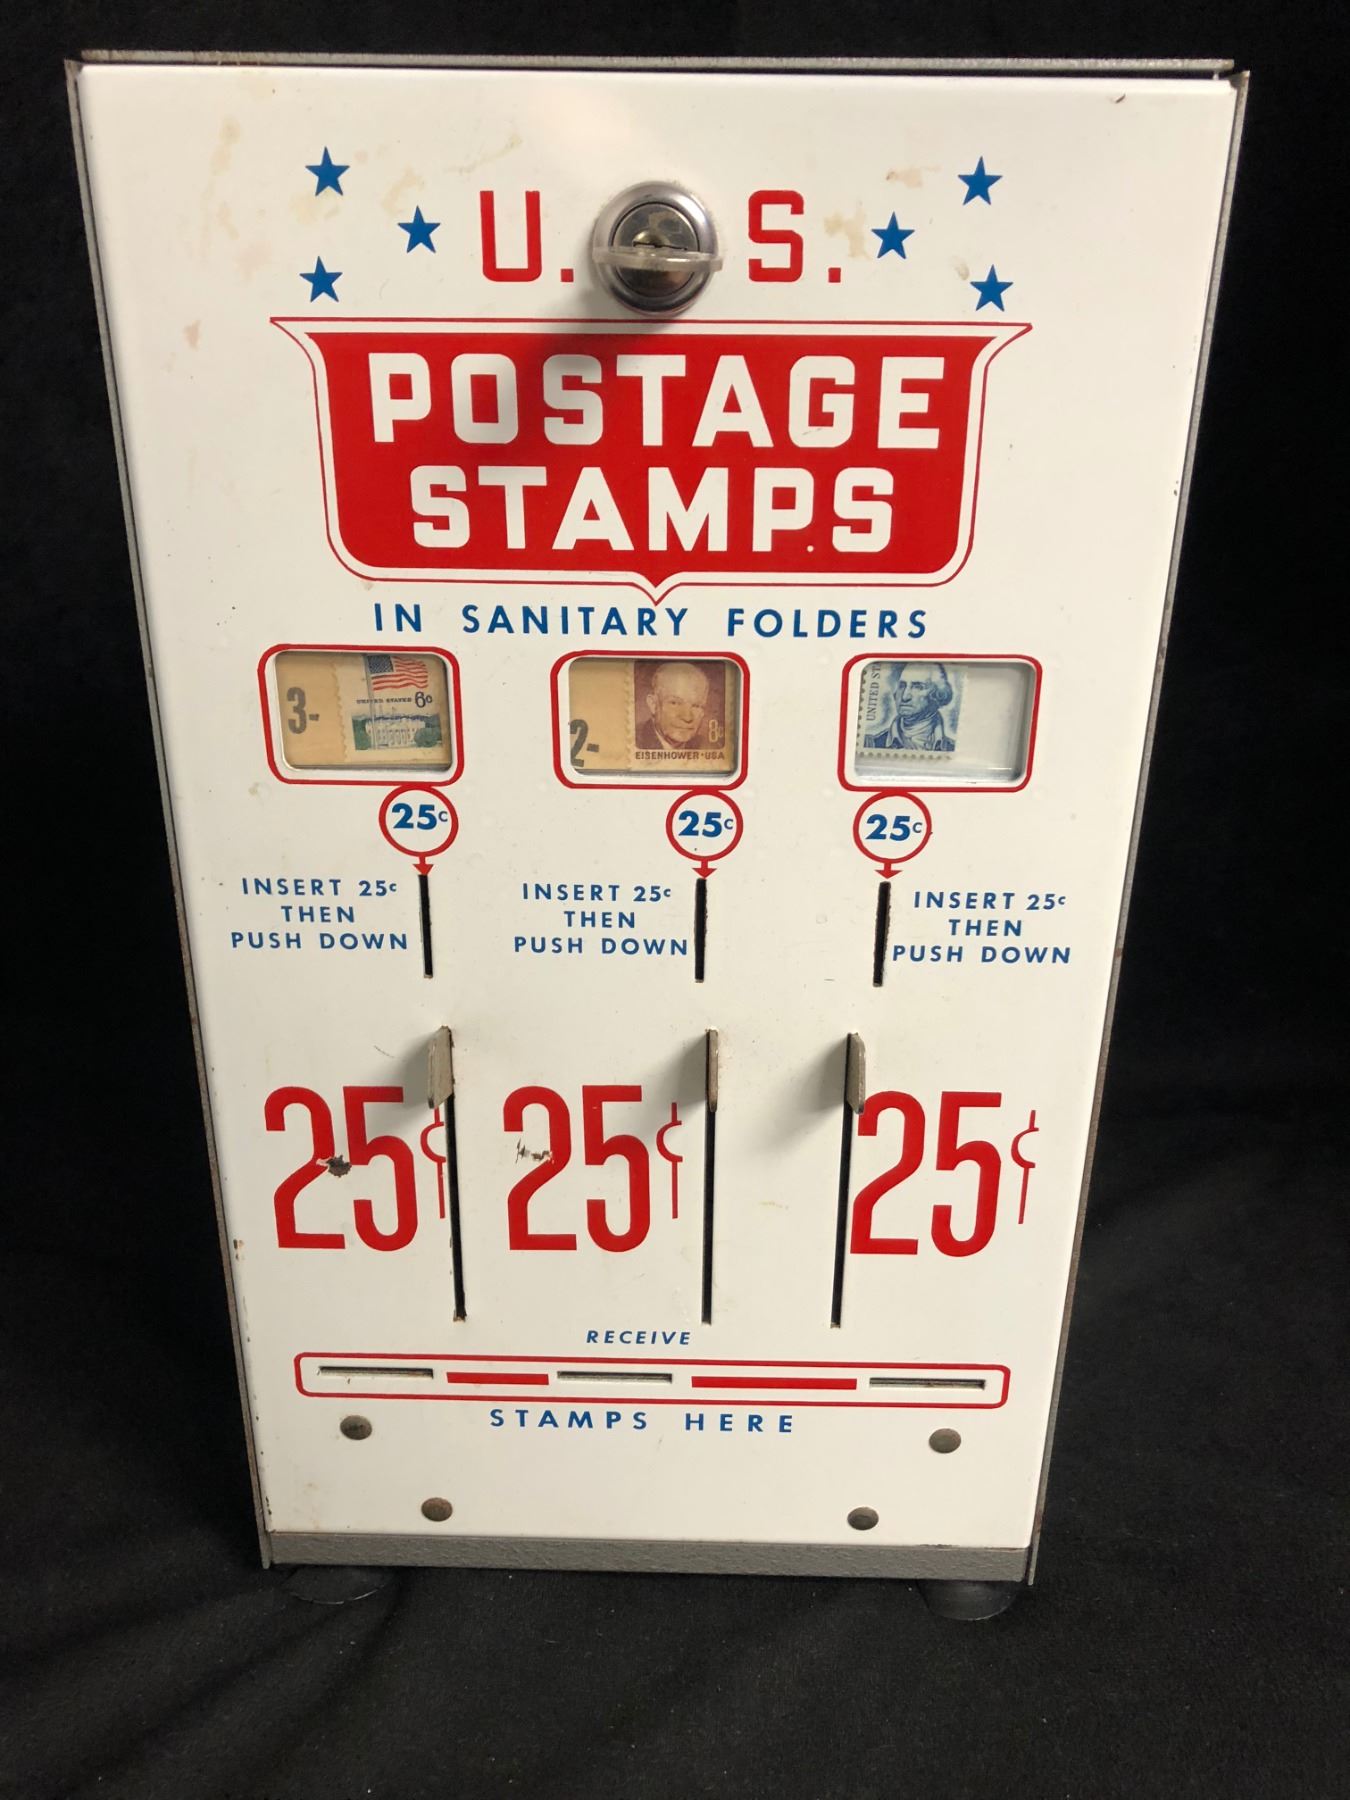 U. S.
POSTAGE
STAMPS
IN SANITARY FOLDERS
3-
UNITED STATES 6c
2-
8c
EISENHOWER·USA
UNITED ST
25c
25c
25c
INSERT 25c
THEN
PUSH DOWN
INSERT 25c
THEN
PUSH DOWN
INSERT 25c
THEN
PUSH DOWN
25¢
25¢
25¢
RECEIVE
STAMPS HERE